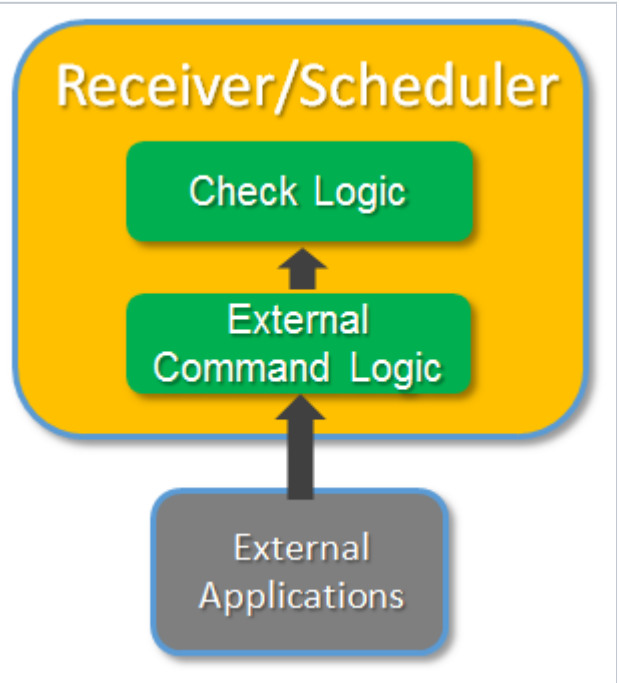 Receiver/Scheduler
Check Logic
External
Command Logic
External
Applications